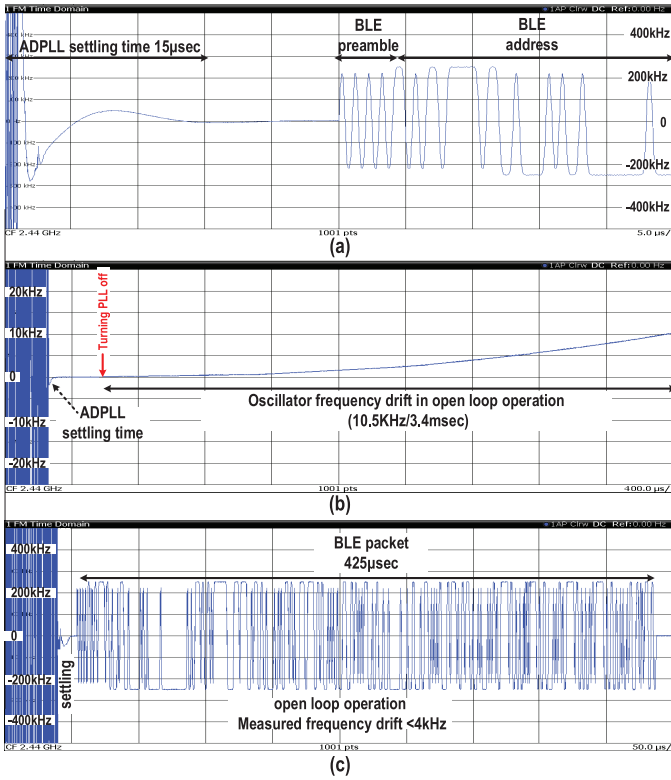 1 FM Time Domain
1AP Clrw DC Ref:0.00 Hz
ADPLL settling time 15µsec
BLE
preamble
BLE
address
400kHz
200kHz
0
-200kHz
-400kHz
CF 2.44 GHz
1001 pts
5.0 µs/
(a)
1 FM Time Domain
1AP Clrw DC Ref:0.00 Hz
20kHz
10kHz
0
-10kHz
-20kHz
Turning PLL off
ADPLL
settling time
Oscillator frequency drift in open loop operation
(10,5KHz/3,4msec)
CF 2.44 GHz
1001 pts
400.0 µs/
(b)
1 FM Time Domain
1AP Clrw DC Ref:0.00 Hz
400kHz
200kHz
0
-200kHz
-400kHz
BLE packet
425µsec
settling
open loop operation
Measured frequency drift <4kHz
CF 2.44 GHz
1001 pts
50.0 µs/
(c)